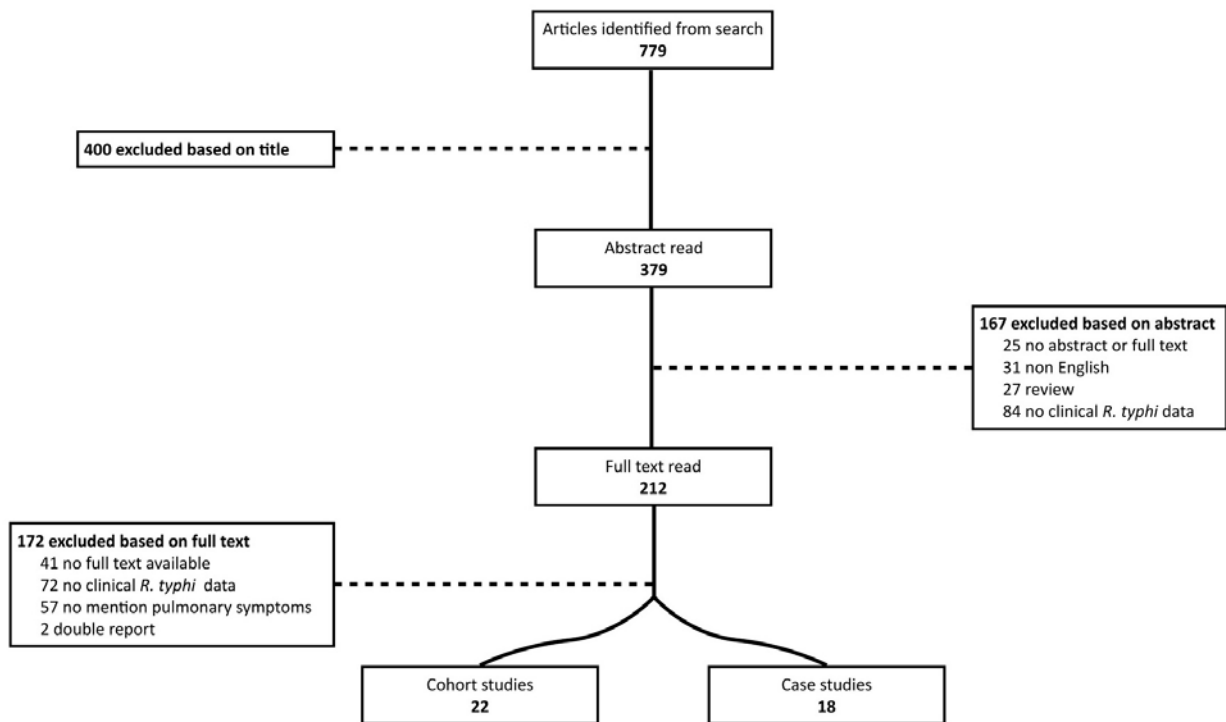 Articles identified from search
779
400 excluded based on title
Abstract read
379
167 excluded based on abstract
25 no abstract or full text
31 non English
27 review
84 no clinical R. typhi data
Full text read
212
172 excluded based on full text
41 no full text available
72 no clinical R. typhi data
57 no mention pulmonary symptoms
2 double report
Cohort studies
22
Case studies
18